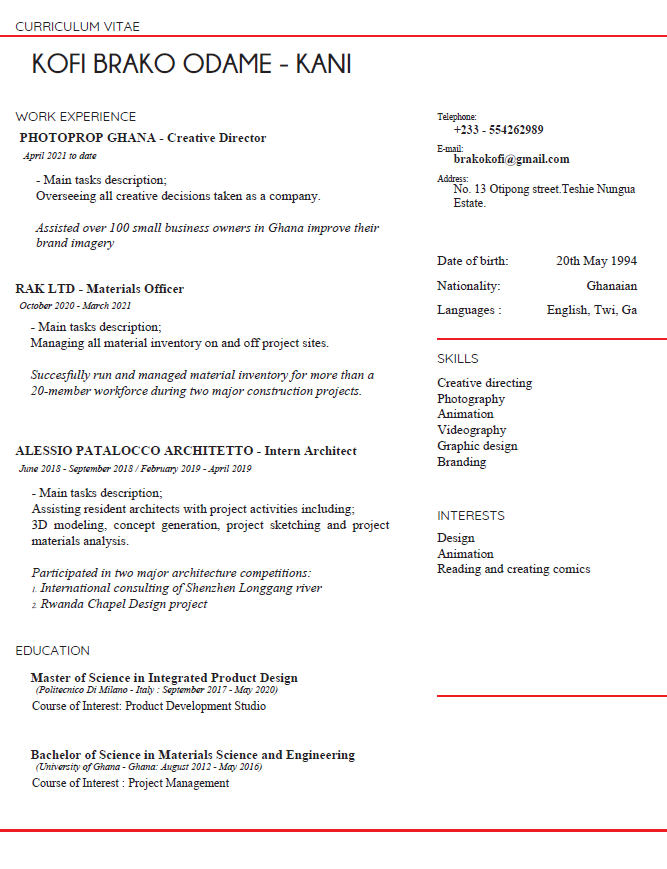 CURRICULUM VITAE
KOFI BRAKO ODAME - KANI
WORK EXPERIENCE
PHOTOPROP GHANA - Creative Director
April 2021 to date
- Main tasks description;
Overseeing all creative decisions taken as a company.
Assisted over 100 small business owners in Ghana improve their
brand imagery
RAK LTD - Materials Officer
October 2020 - March 2021
- Main tasks description;
Managing all material inventory on and off project sites.
Succesfully run and managed material inventory for more than a
20-member workforce during two major construction projects.
ALESSIO PATALOCCO ARCHITETTO - Intern Architect
June 2018 - September 2018 / February 2019 - April 2019
- Main tasks description;
Assisting resident architects with project activities including;
3D modeling, concept generation, project sketching and project
materials analysis.
Participated in two major architecture competitions:
1. International consulting of Shenzhen Longgang river
2. Rwanda Chapel Design project
EDUCATION
Master of Science in Integrated Product Design
(Politecnico Di Milano - Italy : September 2017 - May 2020)
Course of Interest: Product Development Studio
Bachelor of Science in Materials Science and Engineering
(University of Ghana - Ghana: August 2012 - May 2016)
Course of Interest : Project Management
Telephone:
+233 - 554262989
E-mail:
brakokofi@gmail.com
Address:
No. 13 Otipong street.Teshie Nungua
Estate.
Date of birth: 20th May 1994
Nationality: Ghanaian
Languages : English, Twi, Ga
SKILLS
Creative directing
Photography
Animation
Videography
Graphic design
Branding
INTERESTS
Design
Animation
Reading and creating comics